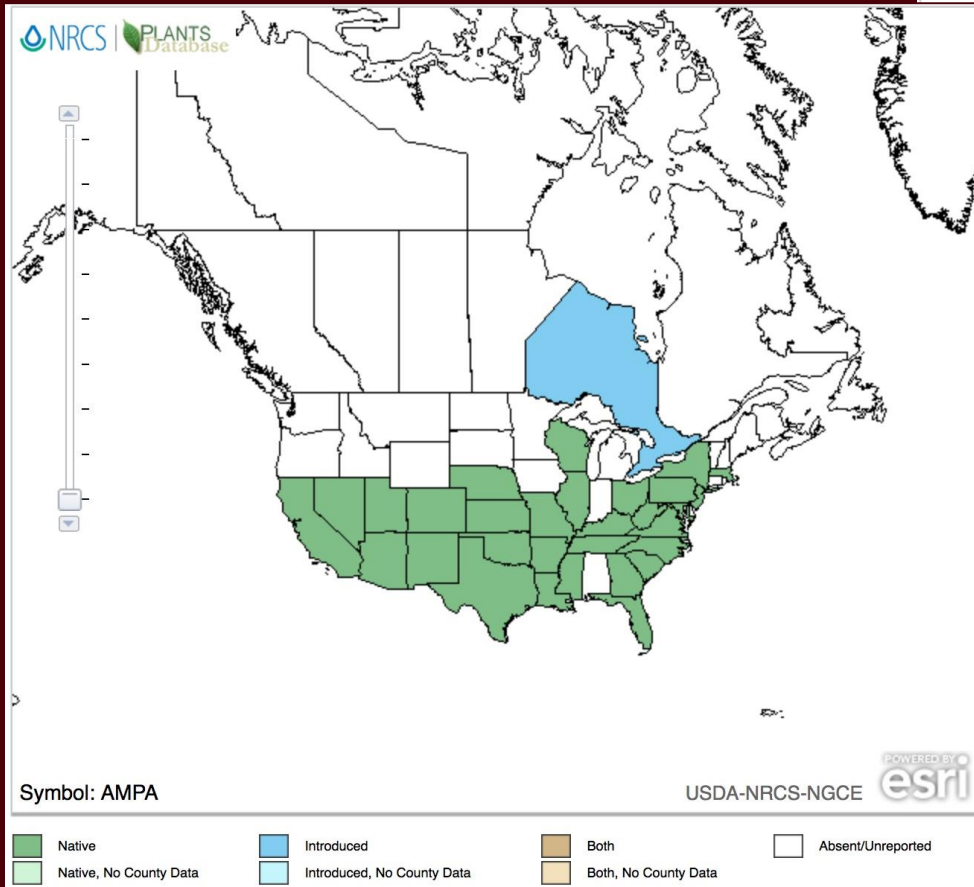 NRCS | PLANTS
Database
Symbol: AMPA
USDA-NRCS-NGCE
POWERED BY
esri
Native
Introduced
Both
Absent/Unreported
Native, No County Data
Introduced, No County Data
Both, No County Data